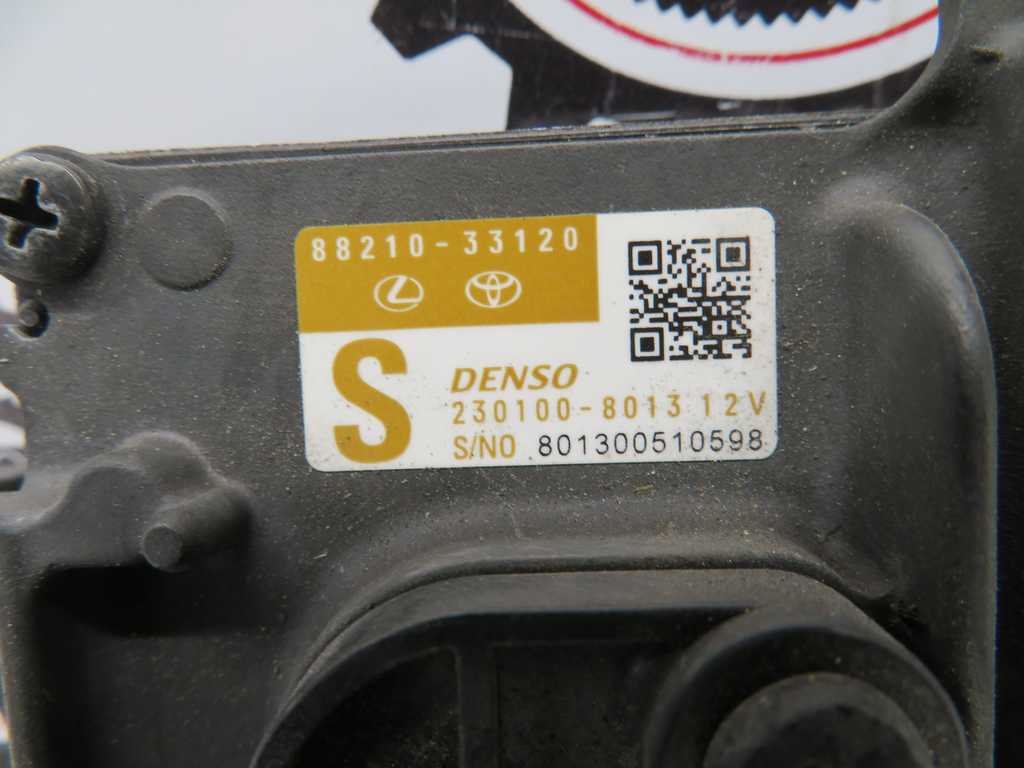 88210-33120
S
DENSO
230100-8013 12V
S/NO 801300510598